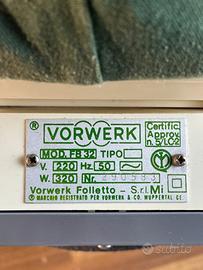 ® VORWERK
Certific.
Approv.
n. 5/LO2
MOD. FB 32 TIPO
V. 220 Hz. 50
W. 320 Nr. 290983
Vorwerk Folletto - S.r.l. Mi
® MARCHIO REGISTRATO PER VORWERK & CO. WUPPERTAL GE.
subito